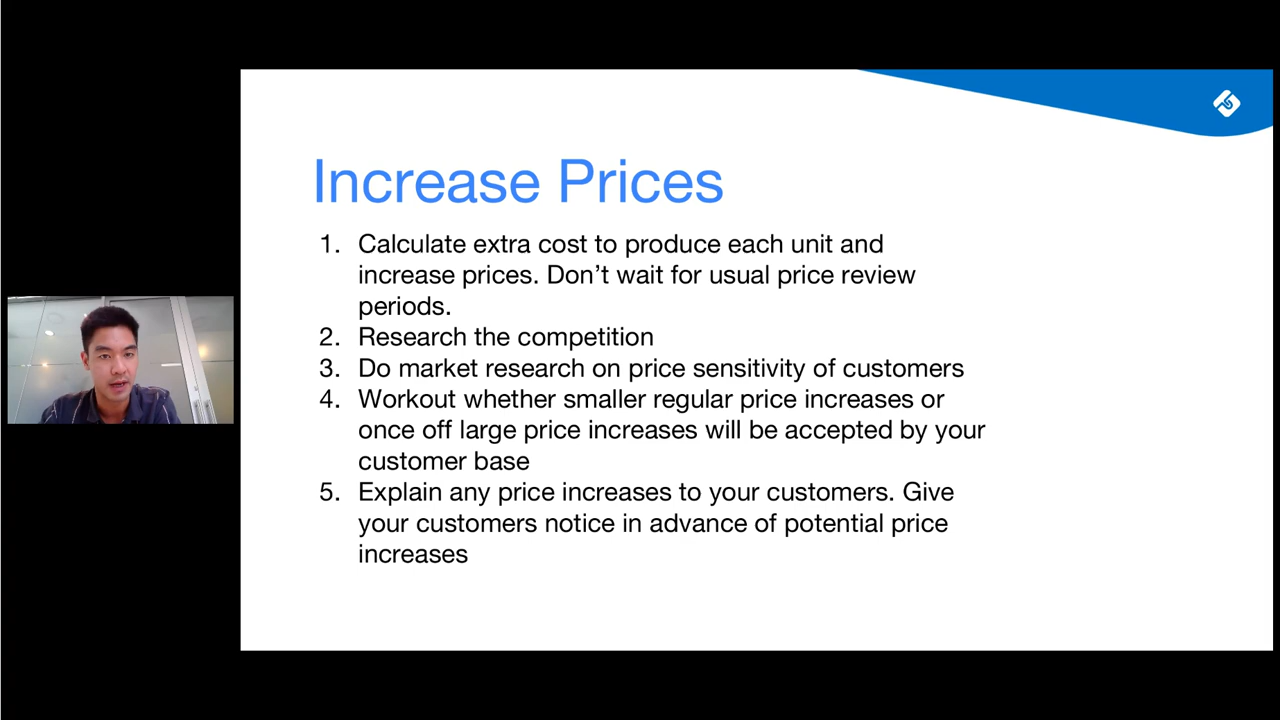 Increase Prices
1. Calculate extra cost to produce each unit and
increase prices. Don’t wait for usual price review
periods.
2. Research the competition
3. Do market research on price sensitivity of customers
4. Workout whether smaller regular price increases or
once off large price increases will be accepted by your
customer base
5. Explain any price increases to your customers. Give
your customers notice in advance of potential price
increases